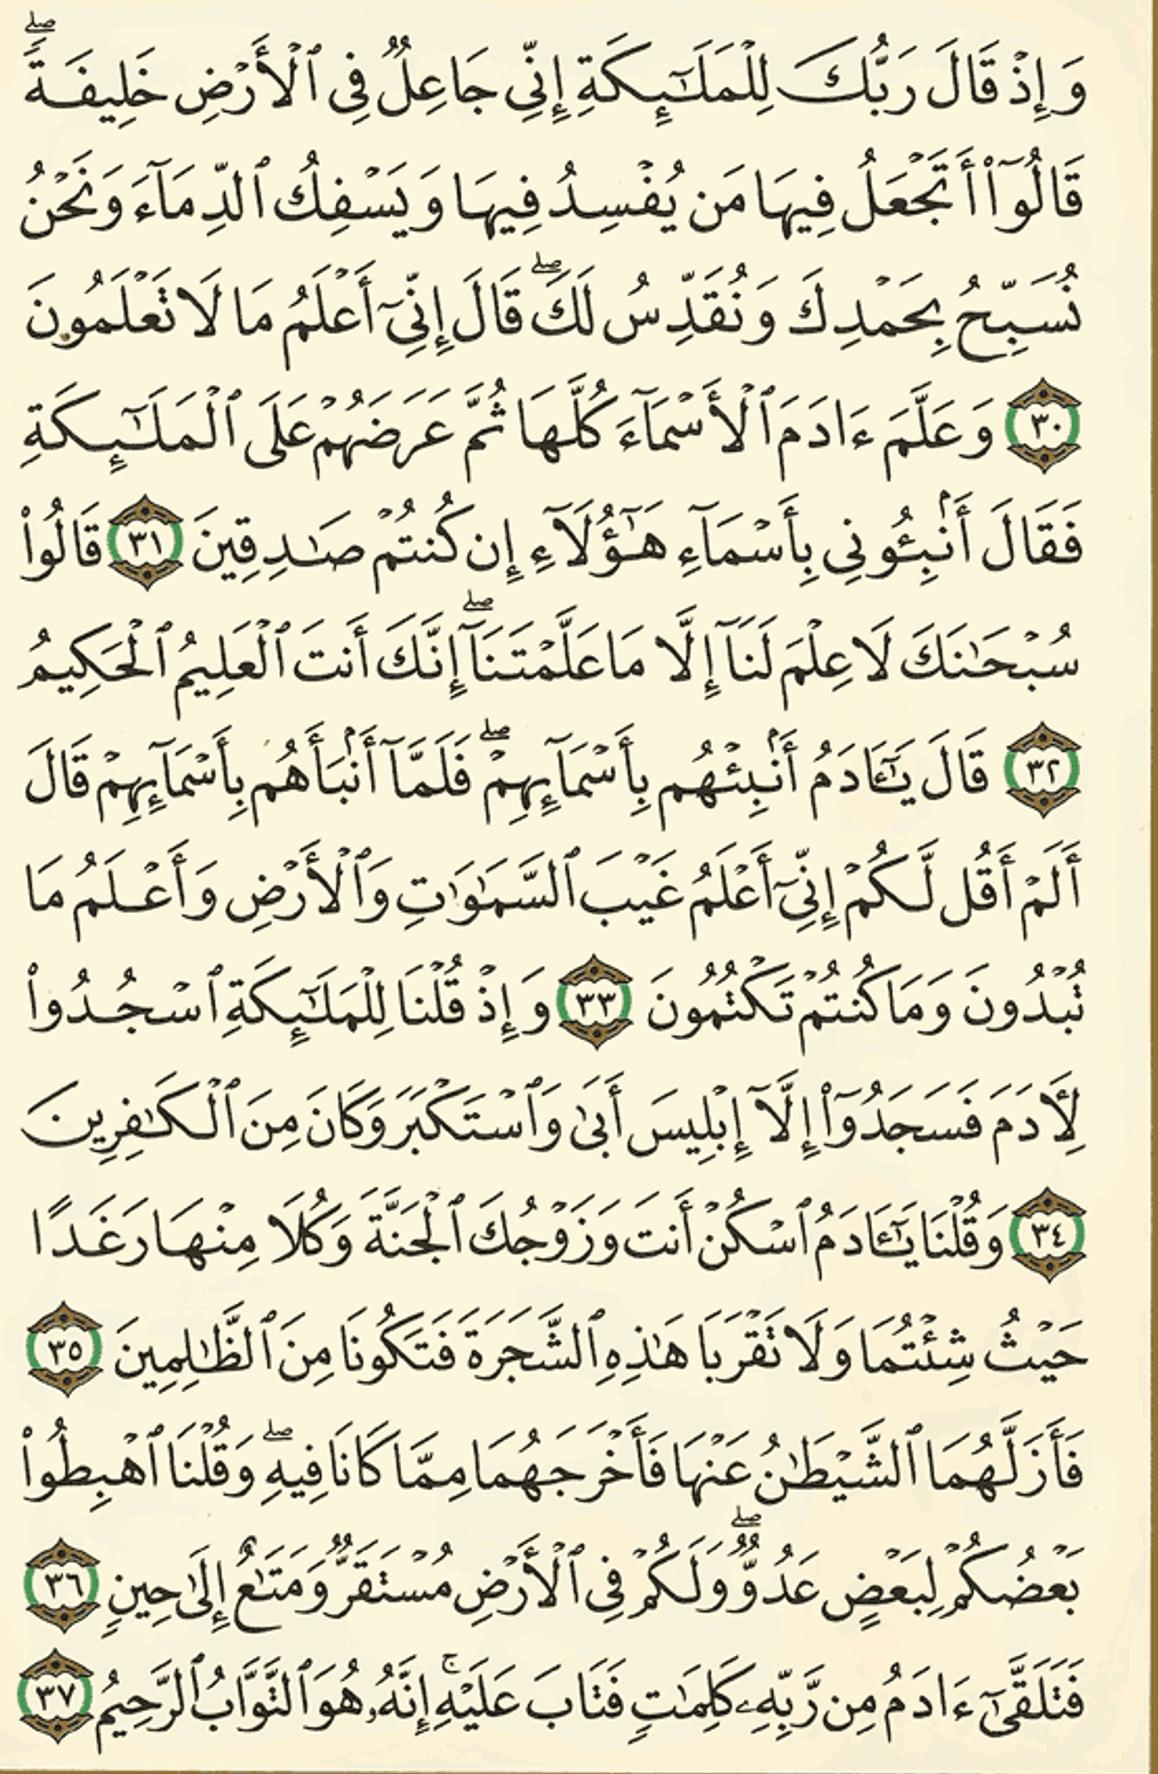 وَإِذْ قَالَ رَبُّكَ لِلْمَلَـٰٓئِكَةِ إِنِّى جَاعِلٌ فِى ٱلْأَرْضِ خَلِيفَةًۖ
قَالُوٓا۟ أَتَجْعَلُ فِيهَا مَن يُفْسِدُ فِيهَا وَيَسْفِكُ ٱلدِّمَآءَ وَنَحْنُ
نُسَبِّحُ بِحَمْدِكَ وَنُقَدِّسُ لَكَۖ قَالَ إِنِّىٓ أَعْلَمُ مَا لَا تَعْلَمُونَ
٣٠ وَعَلَّمَ ءَادَمَ ٱلْأَسْمَآءَ كُلَّهَا ثُمَّ عَرَضَهُمْ عَلَى ٱلْمَلَـٰٓئِكَةِ
فَقَالَ أَنۢبِـُٔونِى بِأَسْمَآءِ هَـٰٓؤُلَآءِ إِن كُنتُمْ صَـٰدِقِينَ ٣١ قَالُوا۟
سُبْحَـٰنَكَ لَا عِلْمَ لَنَآ إِلَّا مَا عَلَّمْتَنَآۖ إِنَّكَ أَنتَ ٱلْعَلِيمُ ٱلْحَكِيمُ
٣٢ قَالَ يَـٰٓـَٔادَمُ أَنۢبِئْهُم بِأَسْمَآئِهِمْۖ فَلَمَّآ أَنۢبَأَهُم بِأَسْمَآئِهِمْ قَالَ
أَلَمْ أَقُل لَّكُمْ إِنِّىٓ أَعْلَمُ غَيْبَ ٱلسَّمَـٰوَٰتِ وَٱلْأَرْضِ وَأَعْلَمُ مَا
تُبْدُونَ وَمَا كُنتُمْ تَكْتُمُونَ ٣٣ وَإِذْ قُلْنَا لِلْمَلَـٰٓئِكَةِ ٱسْجُدُوا۟
لِـَٔادَمَ فَسَجَدُوٓا۟ إِلَّآ إِبْلِيسَ أَبَىٰ وَٱسْتَكْبَرَ وَكَانَ مِنَ ٱلْكَـٰفِرِينَ
٣٤ وَقُلْنَا يَـٰٓـَٔادَمُ ٱسْكُنْ أَنتَ وَزَوْجُكَ ٱلْجَنَّةَ وَكُلَا مِنْهَا رَغَدًا
حَيْثُ شِئْتُمَا وَلَا تَقْرَبَا هَـٰذِهِ ٱلشَّجَرَةَ فَتَكُونَا مِنَ ٱلظَّـٰلِمِينَ ٣٥
فَأَزَلَّهُمَا ٱلشَّيْطَـٰنُ عَنْهَا فَأَخْرَجَهُمَا مِمَّا كَانَا فِيهِۖ وَقُلْنَا ٱهْبِطُوا۟
بَعْضُكُمْ لِبَعْضٍ عَدُوٌّۖ وَلَكُمْ فِى ٱلْأَرْضِ مُسْتَقَرٌّ وَمَتَـٰعٌ إِلَىٰ حِينٍ ٣٦
فَتَلَقَّىٰٓ ءَادَمُ مِن رَّبِّهِۦ كَلِمَـٰتٍ فَتَابَ عَلَيْهِۚ إِنَّهُۥ هُوَ ٱلتَّوَّابُ ٱلرَّحِيمُ ٣٧